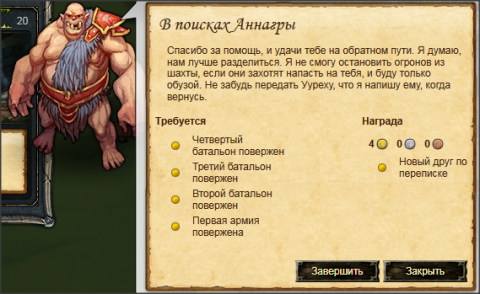 20
В поисках Аннагры
Спасибо за помощь, и удачи тебе на обратном пути. Я думаю,
нам лучше разделиться. Я не смогу остановить огронов из
шахты, если они захотят напасть на тебя, и буду только
обузой. Не забудь передатьУуреху, что я напишу ему, когда
вернусь.
Требуется
Четвертый
батальон повержен
Третий батальон
повержен
Второй батальон
повержен
Первая армия
повержена
Награда
4 0 0
Новый друг по
переписке
Завершить
Закрыть